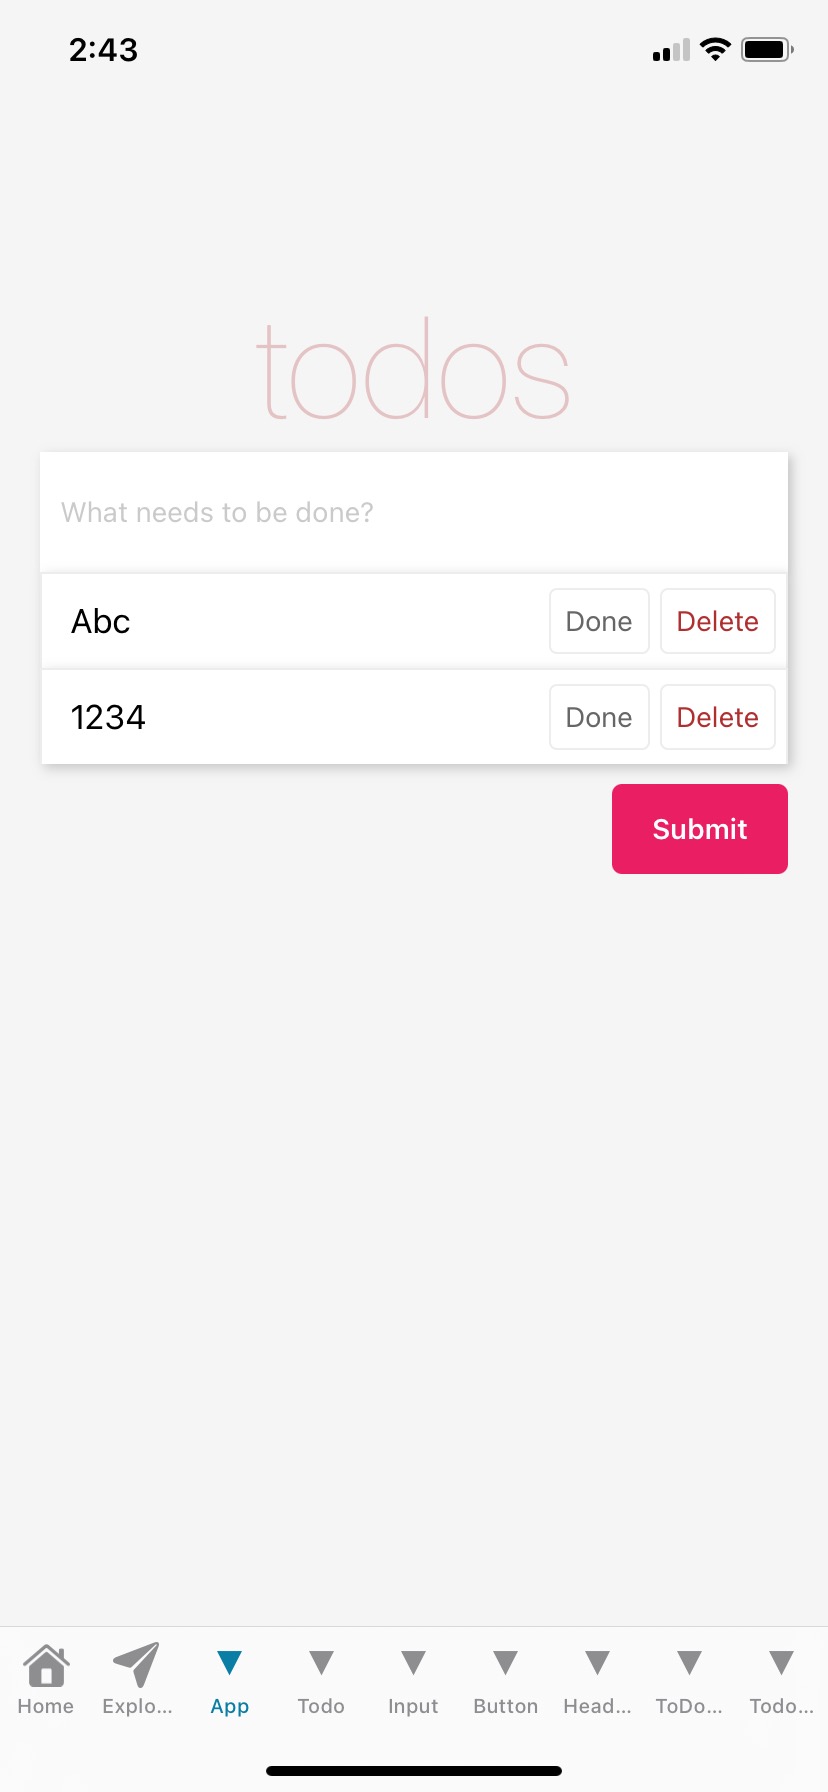 2:43
todos
What needs to be done?
Abc Done Delete
1234 Done Delete
Submit
Home Explo... App Todo Input Button Head... ToDo... Todo...